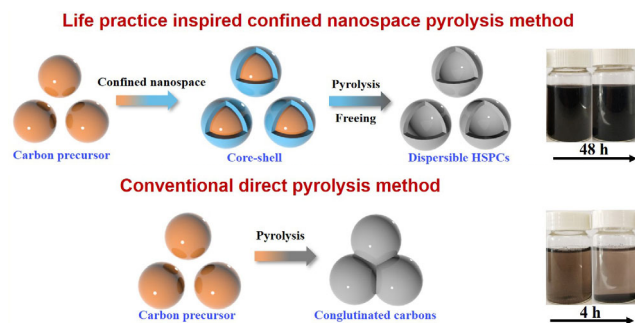 Life practice inspired confined nanospace pyrolysis method
Confined nanospace
Pyrolysis
Freeing
Carbon precursor
Core-shell
Dispersible HSPCs
48 h
Conventional direct pyrolysis method
Pyrolysis
Carbon precursor
Conglutinated carbons
4 h